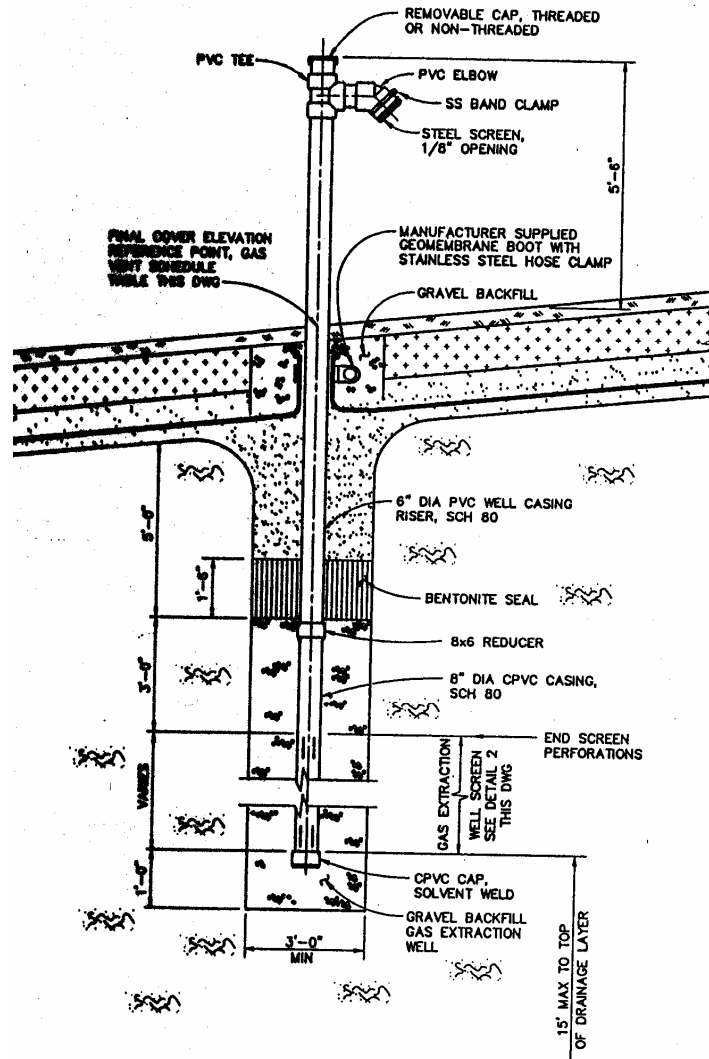 REMOVABLE CAP, THREADED
OR NON-THREADED
PVC TEE
PVC ELBOW
SS BAND CLAMP
STEEL SCREEN,
1/8" OPENING
5'-6"
FINAL COVER ELEVATION
REFERENCE POINT, GAS
VENT SCHEDULE
TABLE THIS DWG
MANUFACTURER SUPPLIED
GEOMEMBRANE BOOT WITH
STAINLESS STEEL HOSE CLAMP
GRAVEL BACKFILL
5'-0"
6" DIA PVC WELL CASING
RISER, SCH 80
1'-6"
BENTONITE SEAL
8x6 REDUCER
3'-0"
8" DIA CPVC CASING,
SCH 80
END SCREEN
PERFORATIONS
VARIES
GAS EXTRACTION
WELL SCREEN
SEE DETAIL 2
THIS DWG
1'-0"
CPVC CAP,
SOLVENT WELD
GRAVEL BACKFILL
GAS EXTRACTION
WELL
3'-0"
MIN
15' MAX TO TOP
OF DRAINAGE LAYER